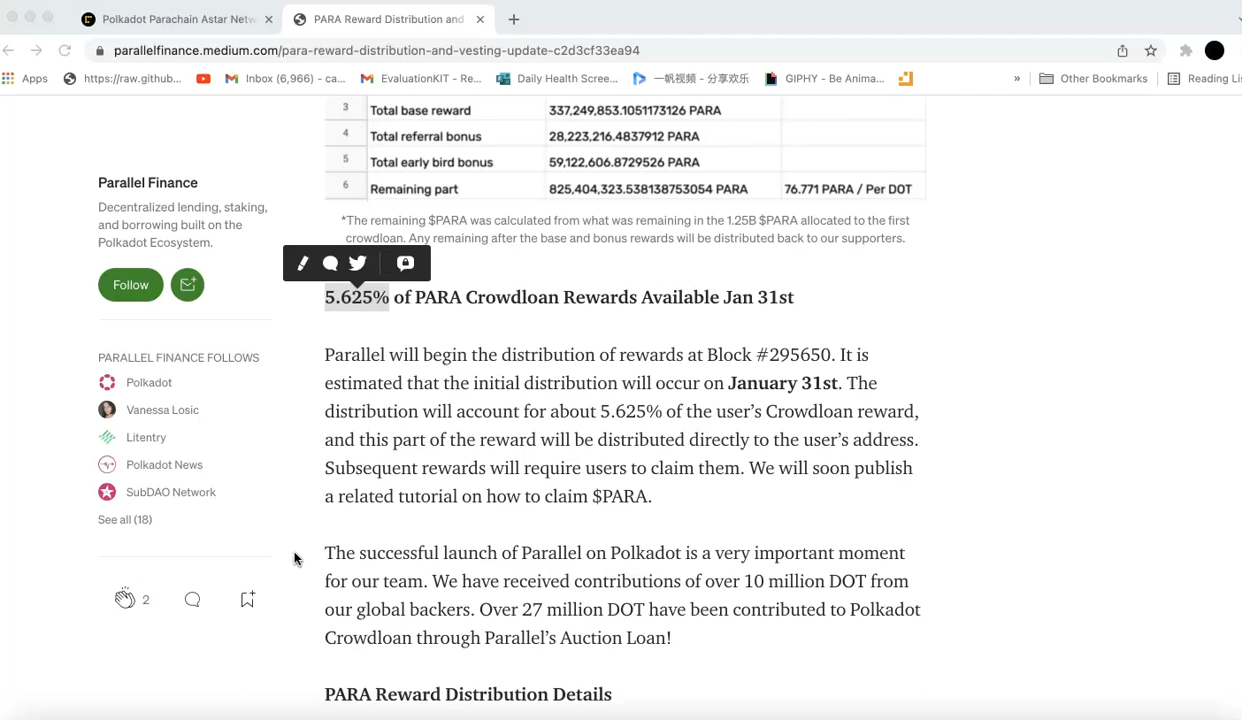 Polkadot Parachain Astar Netw
PARA Reward Distribution and
parallelfinance.medium.com/para-reward-distribution-and-vesting-update-c2d3cf33ea94
Apps
https://raw.github...
Inbox (6,966) - ca...
EvaluationKIT - Re...
Daily Health Scree...
一帆视频 - 分享欢乐
GIPHY - Be Anima...
»
Other Bookmarks
Reading Lis
3 Total base reward 337,249,853.1051173126 PARA
4 Total referral bonus 28,223,216.4837912 PARA
5 Total early bird bonus 59,122,606.8729526 PARA
6 Remaining part 825,404,323.538138753054 PARA 76.771 PARA / Per DOT
*The remaining $PARA was calculated from what was remaining in the 1.25B $PARA allocated to the first
crowdloan. Any remaining after the base and bonus rewards will be distributed back to our supporters.
Parallel Finance
Decentralized lending, staking,
and borrowing built on the
Polkadot Ecosystem.
Follow
PARALLEL FINANCE FOLLOWS
Polkadot
Vanessa Losic
Litentry
Polkadot News
SubDAO Network
See all (18)
2
5.625% of PARA Crowdloan Rewards Available Jan 31st
Parallel will begin the distribution of rewards at Block #295650. It is
estimated that the initial distribution will occur on January 31st. The
distribution will account for about 5.625% of the user’s Crowdloan reward,
and this part of the reward will be distributed directly to the user’s address.
Subsequent rewards will require users to claim them. We will soon publish
a related tutorial on how to claim $PARA.
The successful launch of Parallel on Polkadot is a very important moment
for our team. We have received contributions of over 10 million DOT from
our global backers. Over 27 million DOT have been contributed to Polkadot
Crowdloan through Parallel’s Auction Loan!
PARA Reward Distribution Details